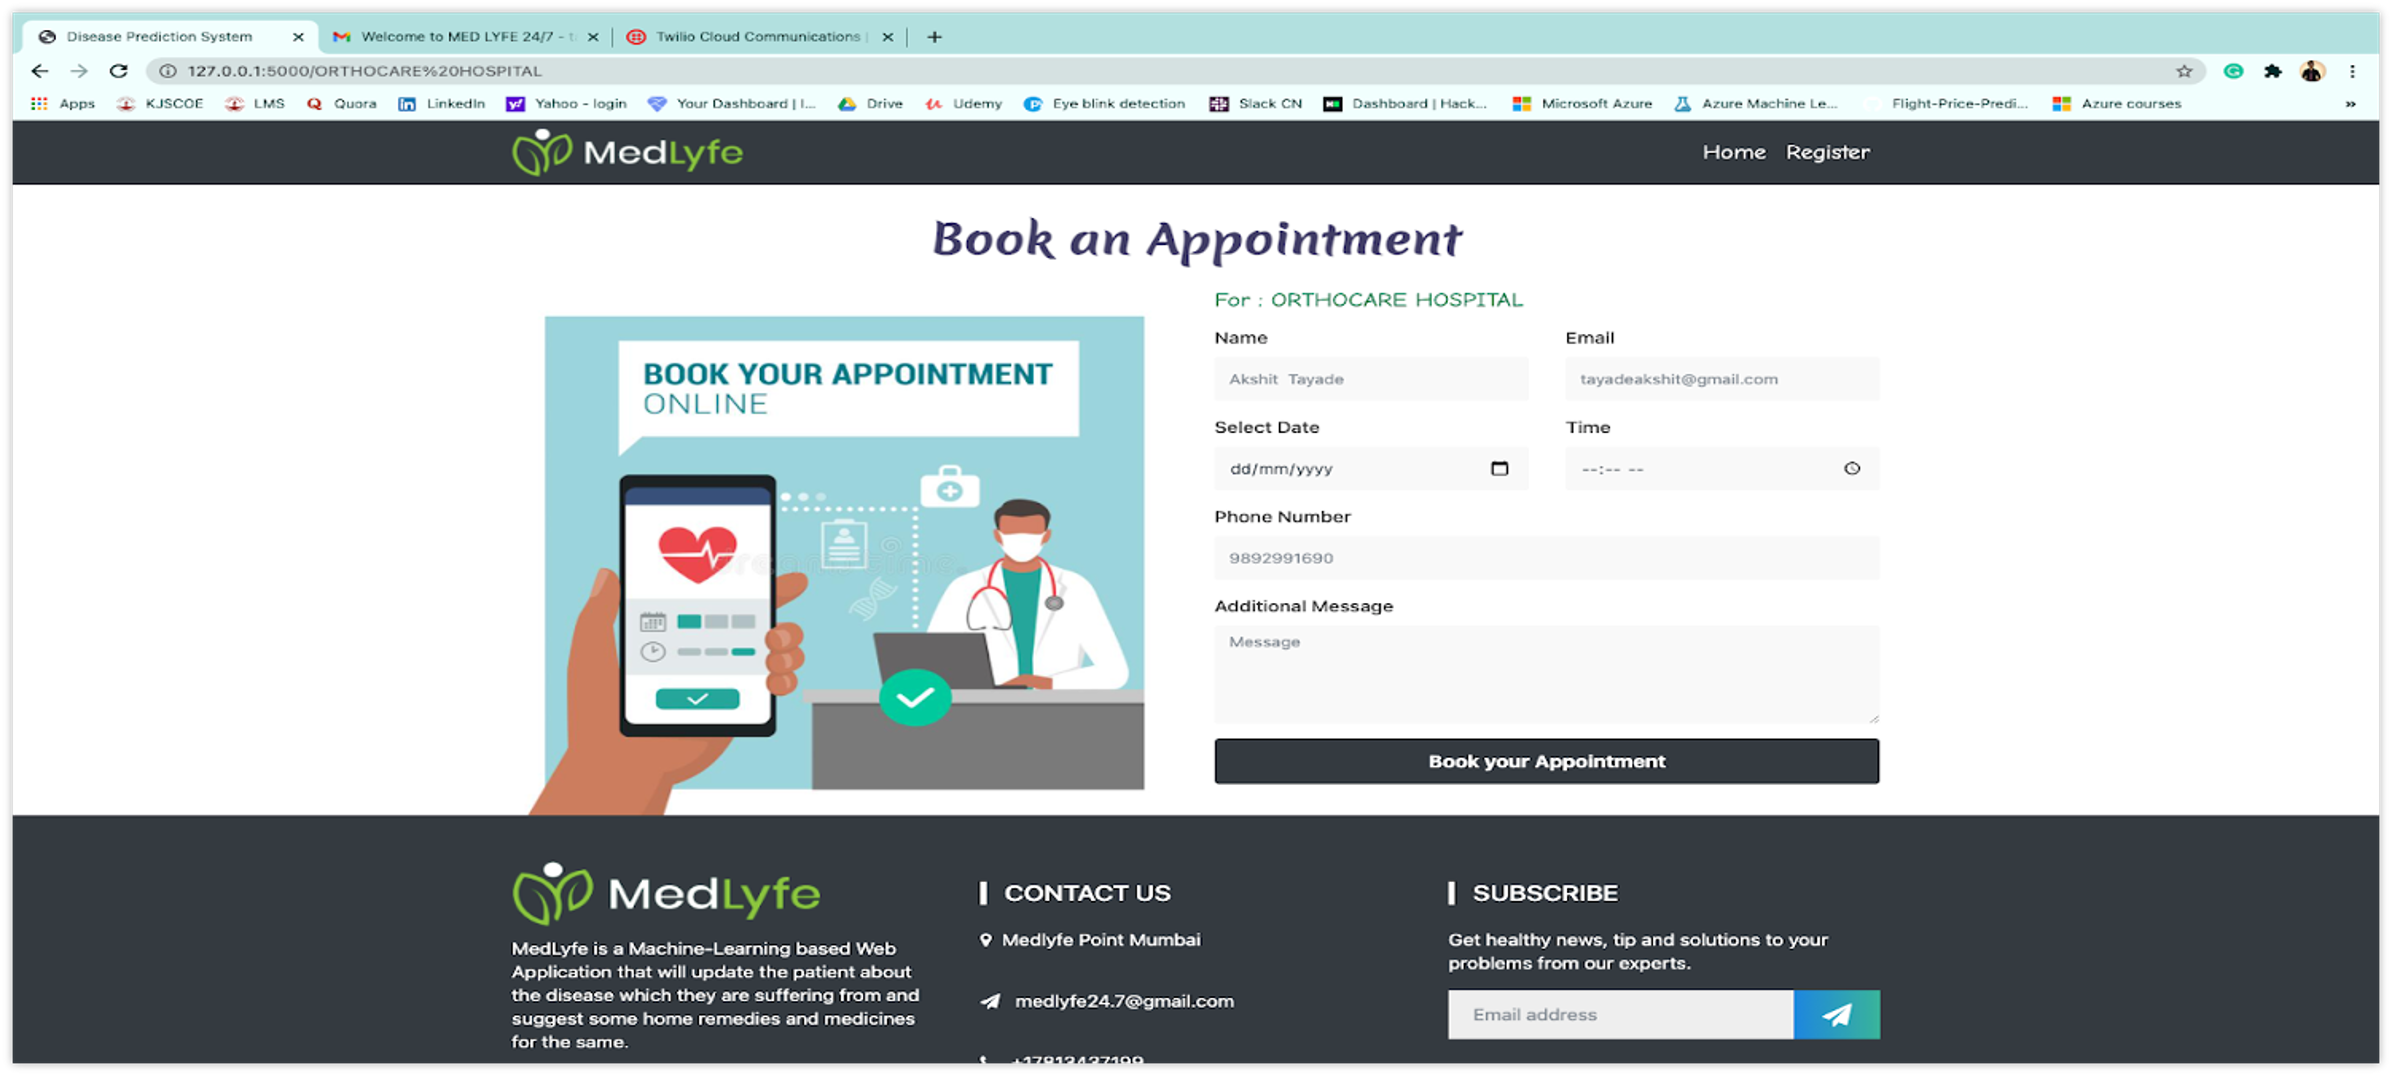 Disease Prediction System
Welcome to MED LYFE 24/7 -
Twilio Cloud Communications |
127.0.0.1:5000/ORTHOCARE%20HOSPITAL
Apps KJSCOE LMS Quora LinkedIn Yahoo - login Your Dashboard | I... Drive Udemy Eye blink detection Slack CN Dashboard | Hack... Microsoft Azure Azure Machine Le... Flight-Price-Predi... Azure courses »
MedLyfe
Home Register
Book an Appointment
BOOK YOUR APPOINTMENT
ONLINE
For : ORTHOCARE HOSPITAL
Name Email
Akshit Tayade tayadeakshit@gmail.com
Select Date Time
dd/mm/yyyy --:-- --
Phone Number
9892991690
Additional Message
Message
Book your Appointment
MedLyfe
MedLyfe is a Machine-Learning based Web
Application that will update the patient about
the disease which they are suffering from and
suggest some home remedies and medicines
for the same.
CONTACT US
Medlyfe Point Mumbai
medlyfe24.7@gmail.com
+17813437199
SUBSCRIBE
Get healthy news, tip and solutions to your
problems from our experts.
Email address